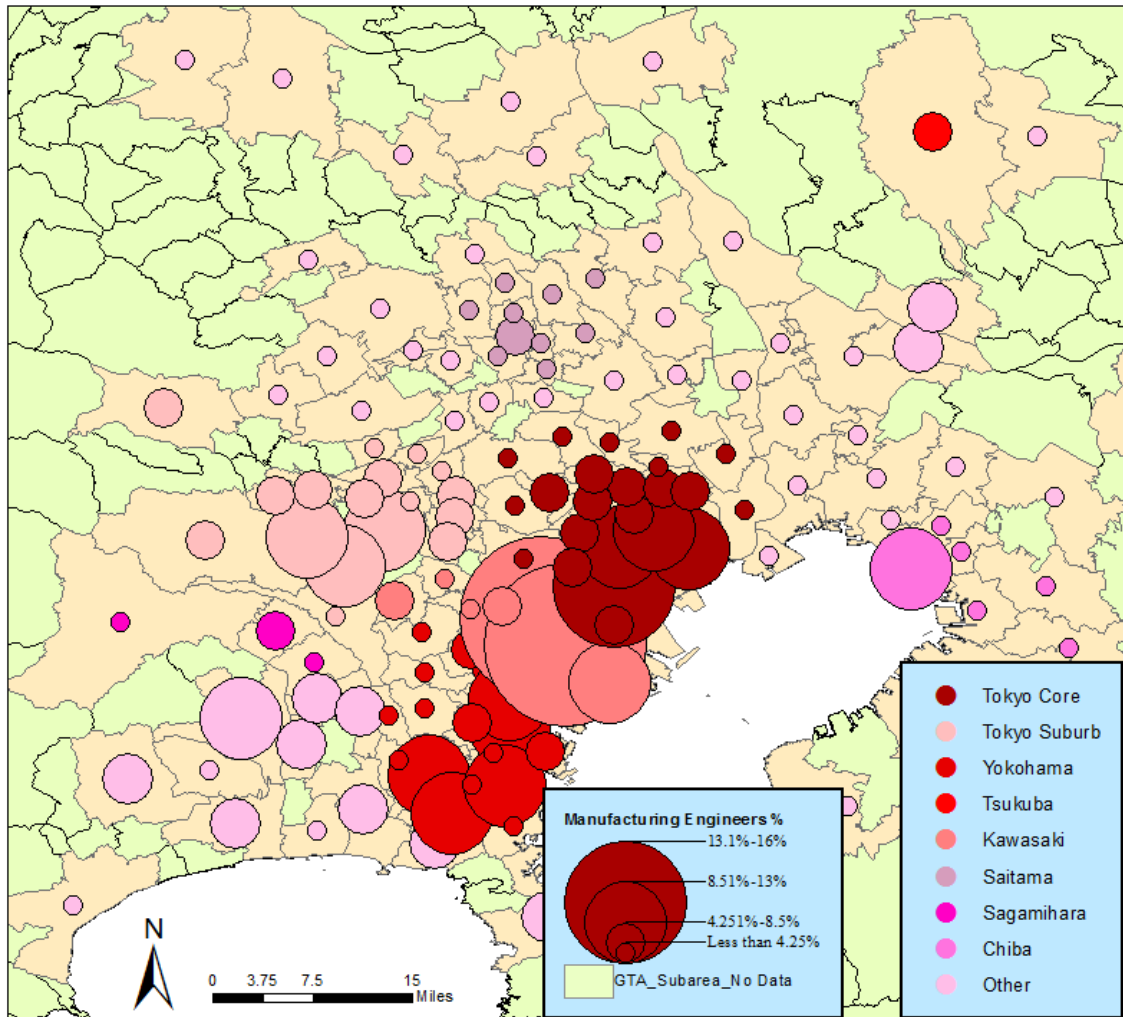 Tokyo Core
Tokyo Suburb
Yokohama
Tsukuba
Kawasaki
Saitama
Sagamihara
Chiba
Other
Manufacturing Engineers %
13.1%-16%
8.51%-13%
4.251%-8.5%
Less than 4.25%
GTA_Subarea_No Data
N
0 3.75 7.5 15
Miles